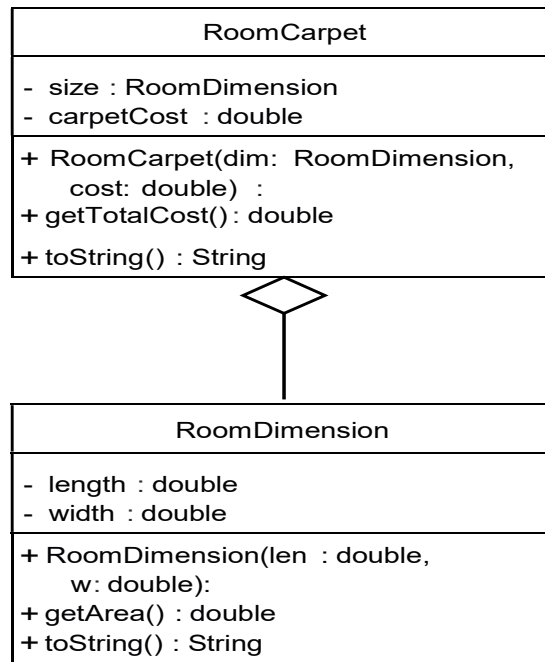 RoomCarpet
- size : RoomDimension
- carpetCost : double
+ RoomCarpet(dim: RoomDimension,
cost: double) :
+ getTotalCost() : double
+ toString() : String
RoomDimension
- length : double
- width : double
+ RoomDimension(len : double,
w: double):
+ getArea() : double
+ toString() : String